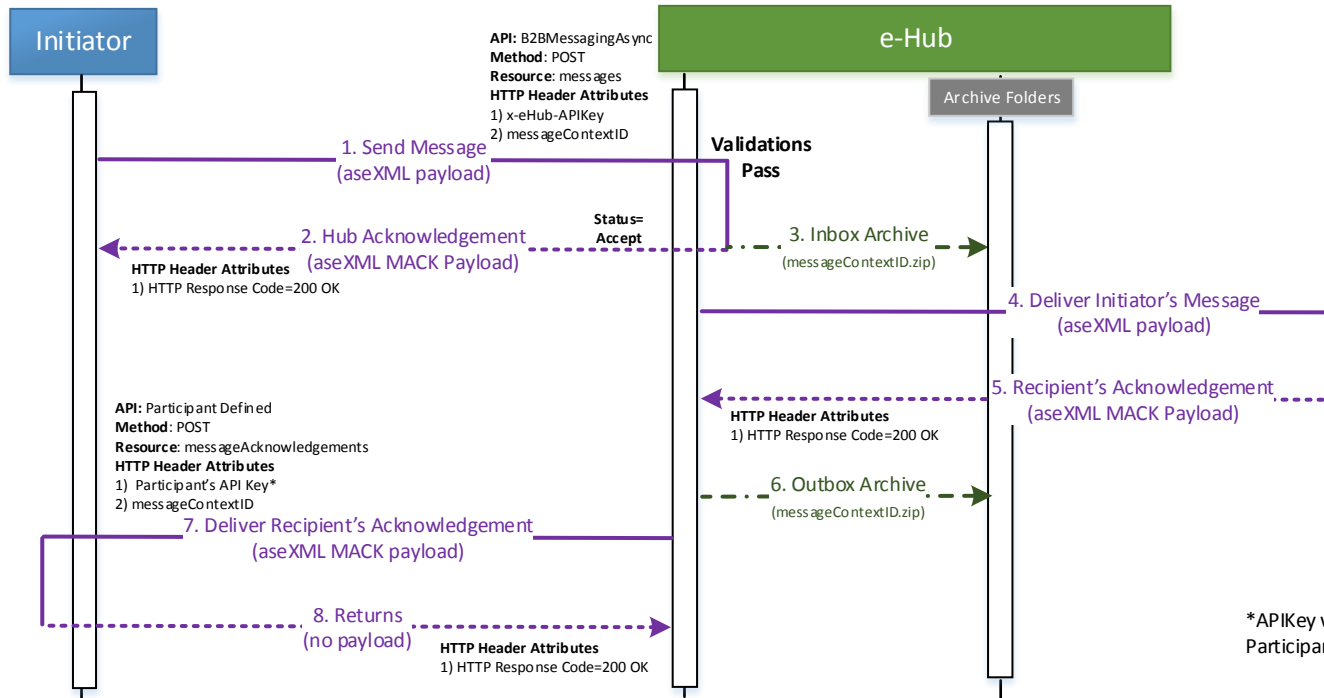 Initiator
e-Hub
API: B2BMessagingAsync
Method: POST
Resource: messages
HTTP Header Attributes
1) x-eHub-APIKey
2) messageContextID
Archive Folders
1. Send Message
(aseXML payload)
Validations
Pass
Status=
Accept
2. Hub Acknowledgement
(aseXML MACK Payload)
HTTP Header Attributes
1) HTTP Response Code=200 OK
3. Inbox Archive
(messageContextID.zip)
4. Deliver Initiator's Message
(aseXML payload)
5. Recipient's Acknowledgement
(aseXML MACK Payload)
HTTP Header Attributes
1) HTTP Response Code=200 OK
API: Participant Defined
Method: POST
Resource: messageAcknowledgements
HTTP Header Attributes
1) Participant's API Key*
2) messageContextID
6. Outbox Archive
(messageContextID.zip)
7. Deliver Recipient's Acknowledgement
(aseXML MACK payload)
8. Returns
(no payload)
HTTP Header Attributes
1) HTTP Response Code=200 OK
*APIKey